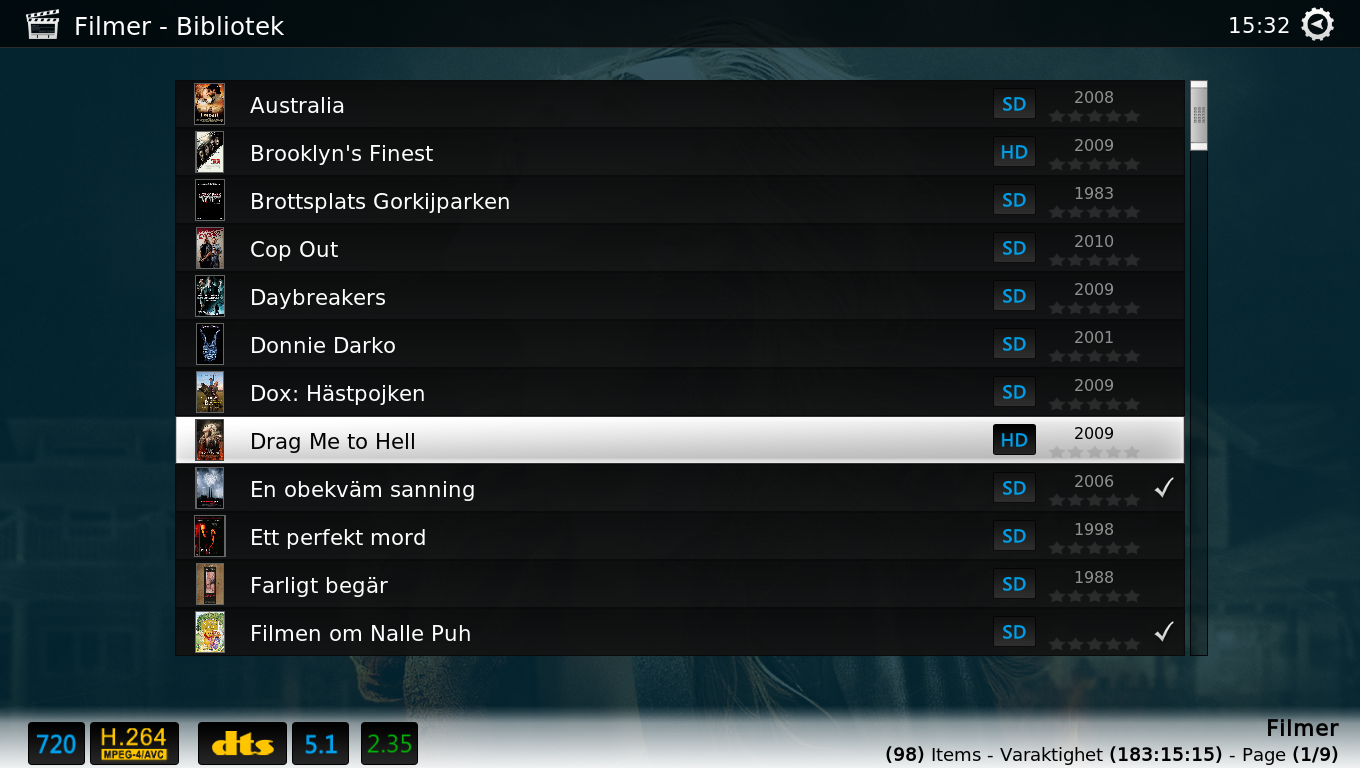 Filmer - Bibliotek
15:32
Australia SD 2008
Brooklyn's Finest HD 2009
Brottsplats Gorkijparken SD 1983
Cop Out SD 2010
Daybreakers SD 2009
Donnie Darko SD 2001
Dox: Hästpojken SD 2009
Drag Me to Hell HD 2009
En obekväm sanning SD 2006
Ett perfekt mord SD 1998
Farligt begär SD 1988
Filmen om Nalle Puh SD
720 H.264 MPEG-4/AVC dts 5.1 2.35
Filmer
(98) Items - Varaktighet (183:15:15) - Page (1/9)